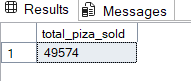 Results Messages
total_piza_sold
1 49574